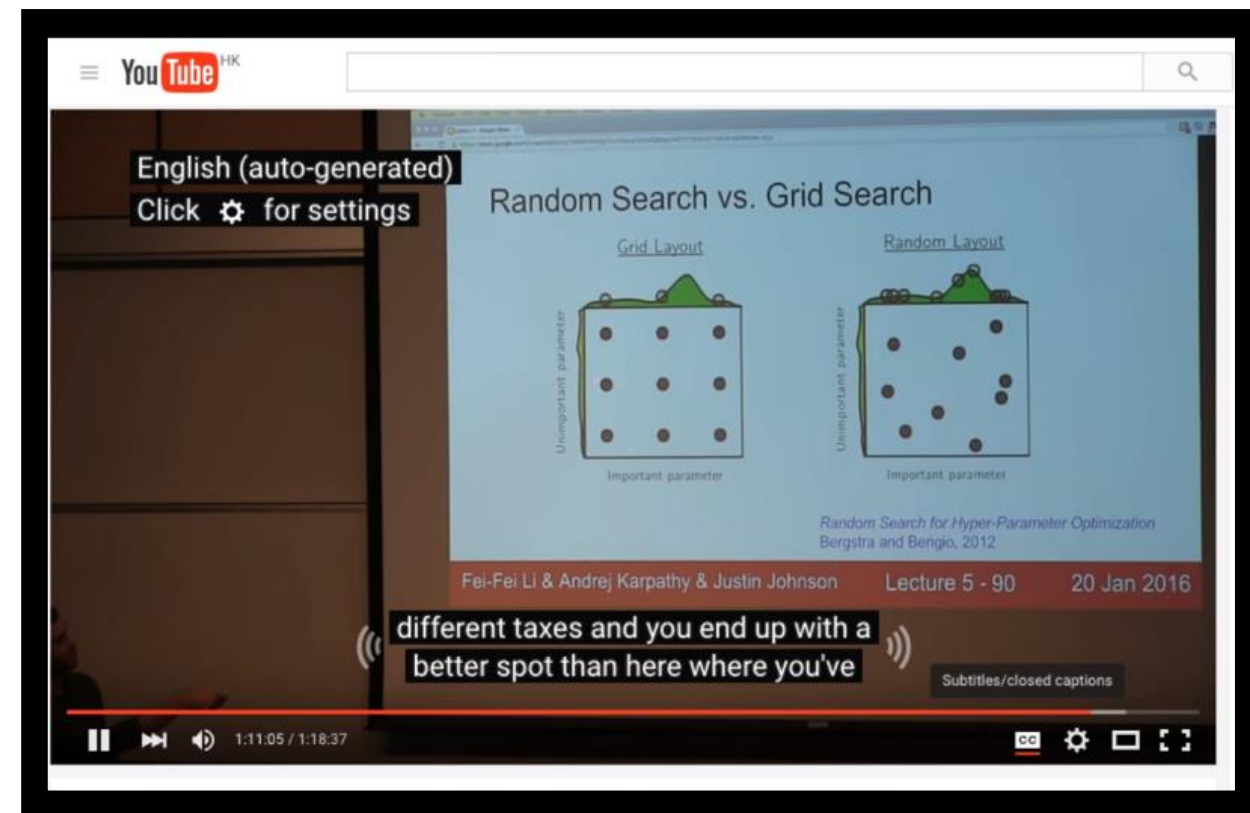 YouTube HK
English (auto-generated)
Click for settings
Random Search vs. Grid Search
Grid Layout
Random Layout
Unimportant parameter
Unimportant parameter
Important parameter
Important parameter
Random Search for Hyper-Parameter Optimization
Bergstra and Bengio, 2012
Fei-Fei Li & Andrej Karpathy & Justin Johnson Lecture 5 - 90 20 Jan 2016
different taxes and you end up with a
better spot than here where you've
Subtitles/closed captions
1:11:05 / 1:18:37
CC